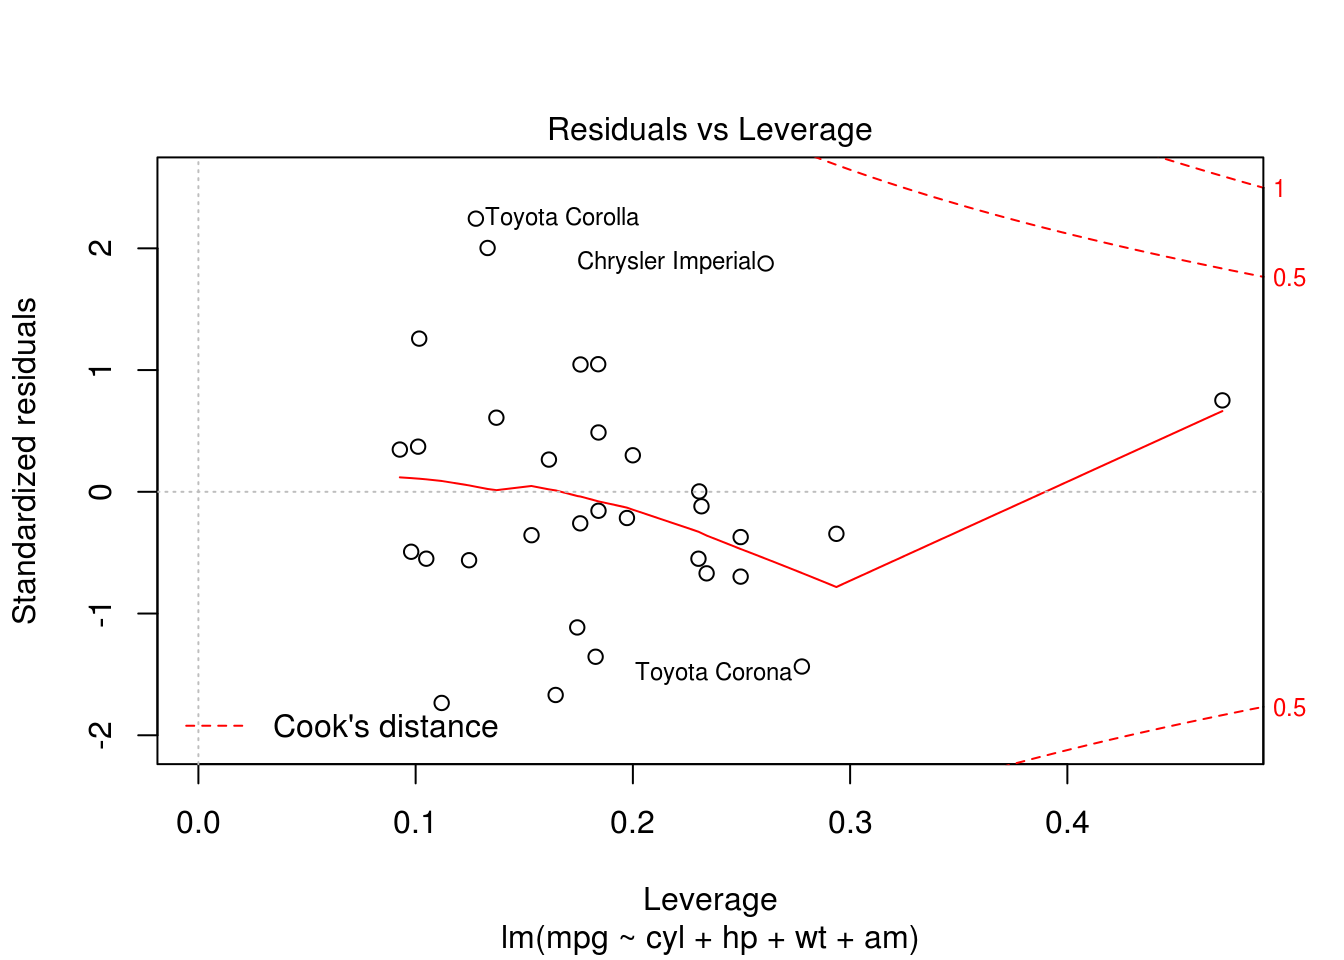 Residuals vs Leverage
1
Toyota Corolla
2
Chrysler Imperial
0.5
1
Standardized residuals
0
-1
Toyota Corona
0.5
-2
Cook's distance
0.0 0.1 0.2 0.3 0.4
Leverage
lm(mpg ~ cyl + hp + wt + am)